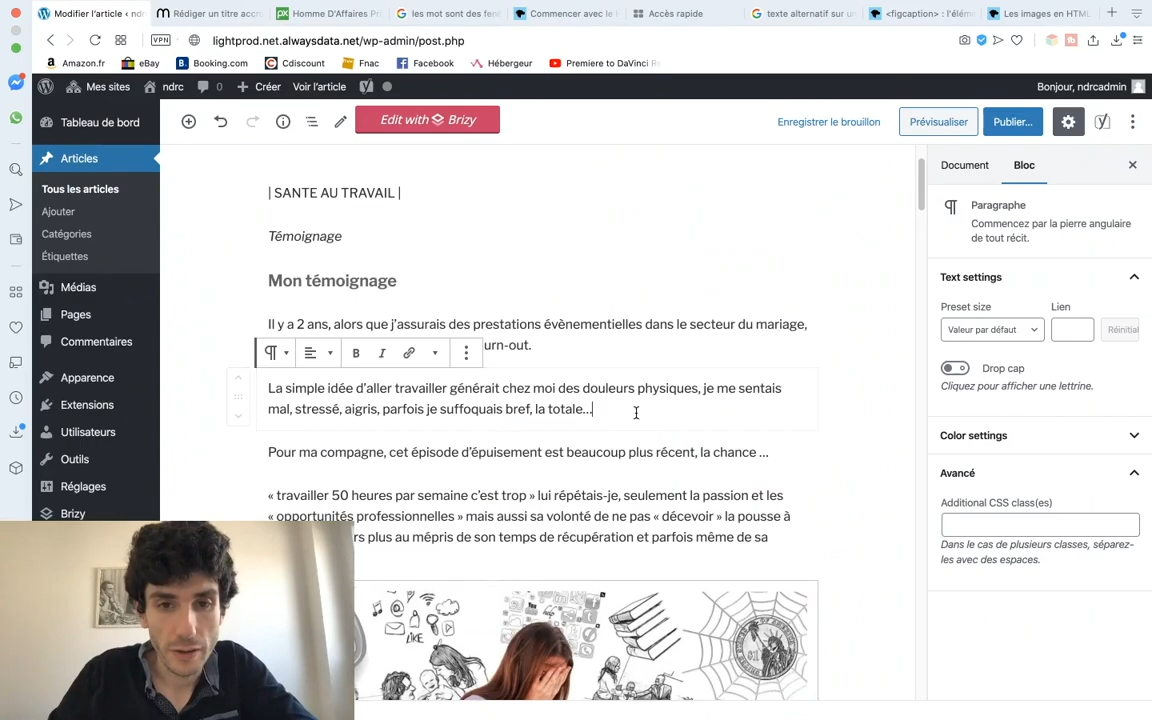 Modifier l'article ‹ ndr
Rédiger un titre accro
Homme D'Affaires Pr
les mot sont des fen
Commencer avec le
Accès rapide
texte alternatif sur u
<figcaption> : l'élém
Les images en HTM
VPN
lightprod.net.alwaysdata.net/wp-admin/post.php
Amazon.fr
eBay
Booking.com
Cdiscount
Fnac
Facebook
Hébergeur
Premiere to DaVinci Re
Mes sites
ndrc
0
Créer
Voir l'article
Bonjour, ndrcadmin
Tableau de bord
Articles
Tous les articles
Ajouter
Catégories
Étiquettes
Médias
Pages
Commentaires
Apparence
Extensions
Utilisateurs
Outils
Réglages
Brizy
Edit with Brizy
Enregistrer le brouillon
Prévisualiser
Publier...
| SANTE AU TRAVAIL |
Témoignage
Mon témoignage
Il y a 2 ans, alors que j'assurais des prestations évènementielles dans le secteur du mariage,
urn-out.
B I
La simple idée d'aller travailler générait chez moi des douleurs physiques, je me sentais
mal, stressé, aigris, parfois je suffoquais bref, la totale…
Pour ma compagne, cet épisode d'épuisement est beaucoup plus récent, la chance …
« travailler 50 heures par semaine c'est trop » lui répétais-je, seulement la passion et les
« opportunités professionnelles » mais aussi sa volonté de ne pas « décevoir » la pousse à
rs plus au mépris de son temps de récupération et parfois même de sa
LIKE
help
Document
Bloc
Paragraphe
Commencez par la pierre angulaire
de tout récit.
Text settings
Preset size
Lien
Valeur par défaut
Réinitial
Drop cap
Cliquez pour afficher une lettrine.
Color settings
Avancé
Additional CSS class(es)
Dans le cas de plusieurs classes, séparez-
les avec des espaces.